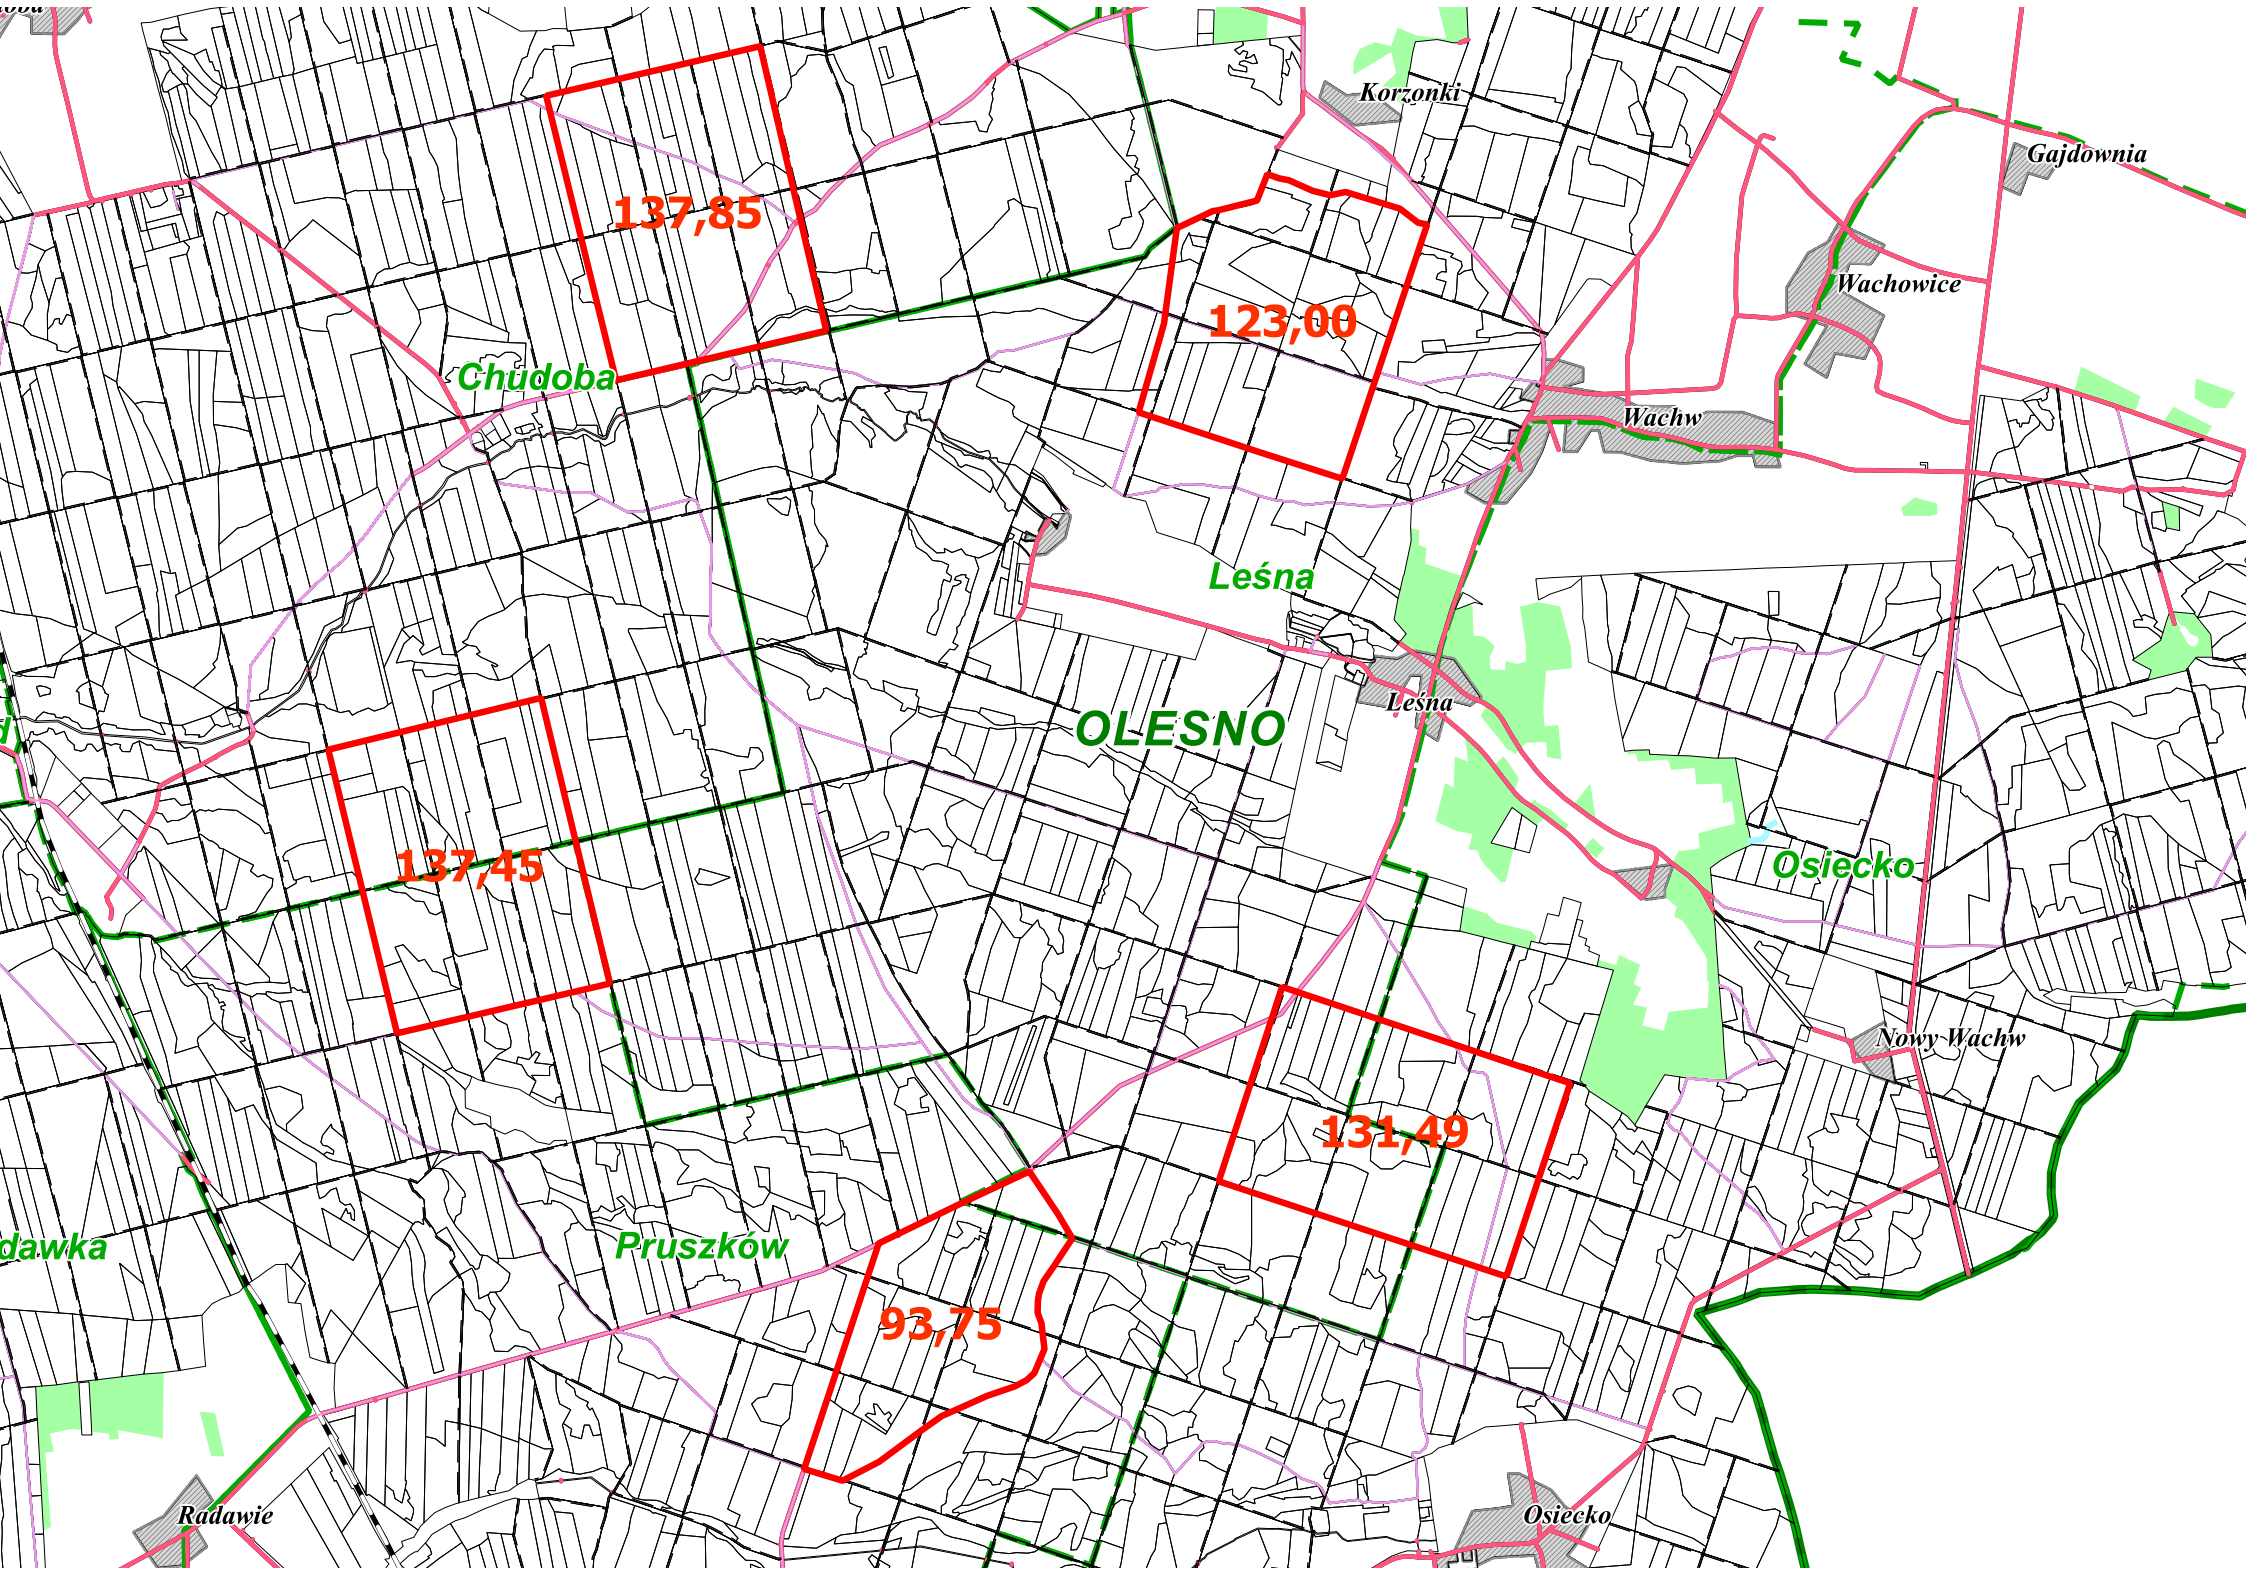 Korzonki
Gajdownia
137,85
Wachowice
123,00
Chudoba
Wachw
Leśna
Leśna
OLESNO
137,45
Osiecko
Nowy Wachw
131,49
dawka
Pruszków
93,75
Radawie
Osiecko